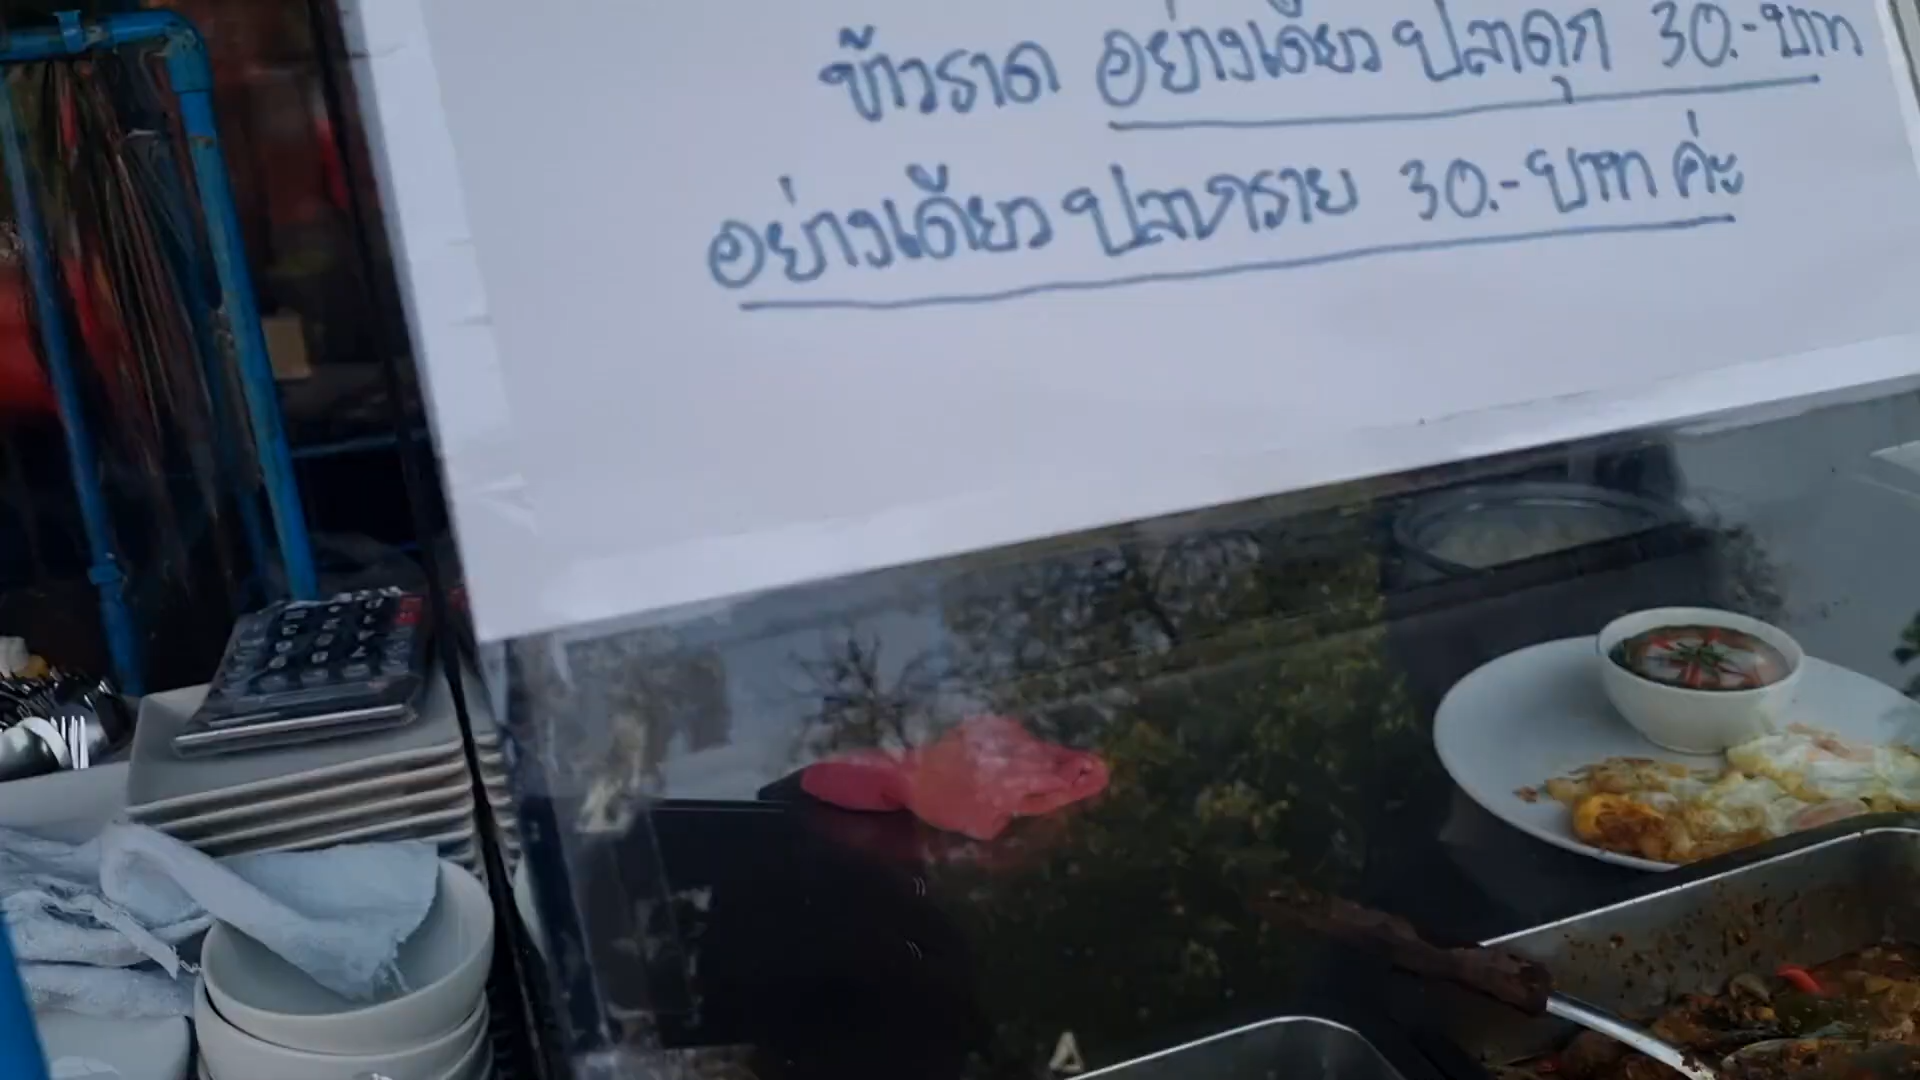 ข้าวราด อย่างเดียว ปลาดุก 30.-บาท
อย่างเดียว ปลากราย 30.-บาท ค่ะ